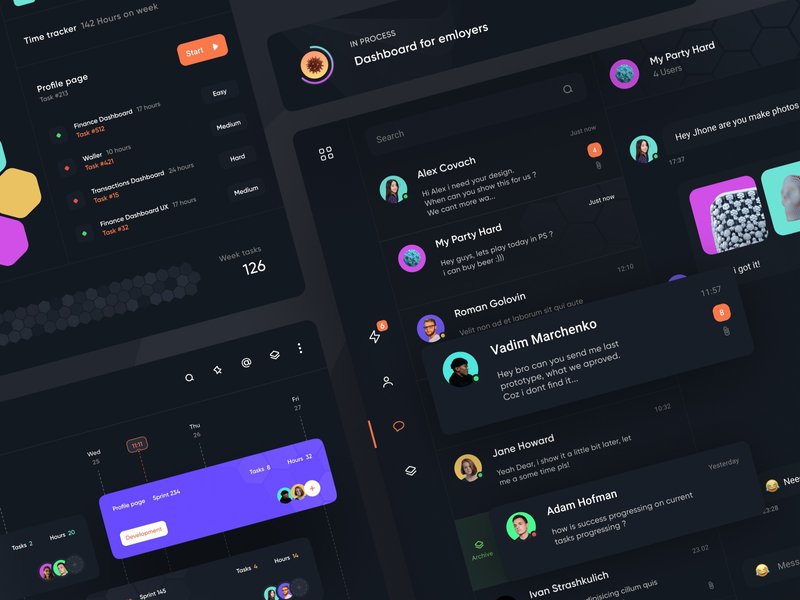 Time tracker 142 Hours on week
Start
Profile page
Task #213
Finance Dashboard 17 hours
Task #512
Easy
Waller 10 hours
Task #421
Medium
Transactions Dashboard 24 hours
Task #15
Hard
Finance Dashboard UX 17 hours
Task #32
Medium
Week tasks
126
IN PROCESS
Dashboard for emloyers
Search
Just now
Alex Covach
4
Hi Alex i need your design.
When can you show this for us ?
We cant more wa...
Just now
My Party Hard
Hey guys, lets play today in PS ?
i can buy beer :)))
12:10
Roman Golovin
Velit non ad et laborum sit qui aute
6
11:57
Vadim Marchenko
8
Hey bro can you send me last
prototype, what we aproved.
Coz i dont find it...
10:32
Jane Howard
Yeah Dear, i show it a little bit later, let
me a some time pls!
Yesterday
Adam Hofman
how is success progressing on current
tasks progressing ?
Archive
23.02
Ivan Strashkulich
adipisicing cillum quis
My Party Hard
4 Users
Hey Jhone are you make photos
17:37
i got it!
Nee
23:28
Mess
Wed
25
11:11
Thu
26
Fri
27
Profile page Sprint 234
Tasks 8 Hours 32
Development
Tasks 2 Hours 20
Sprint 145
Tasks 4 Hours 14